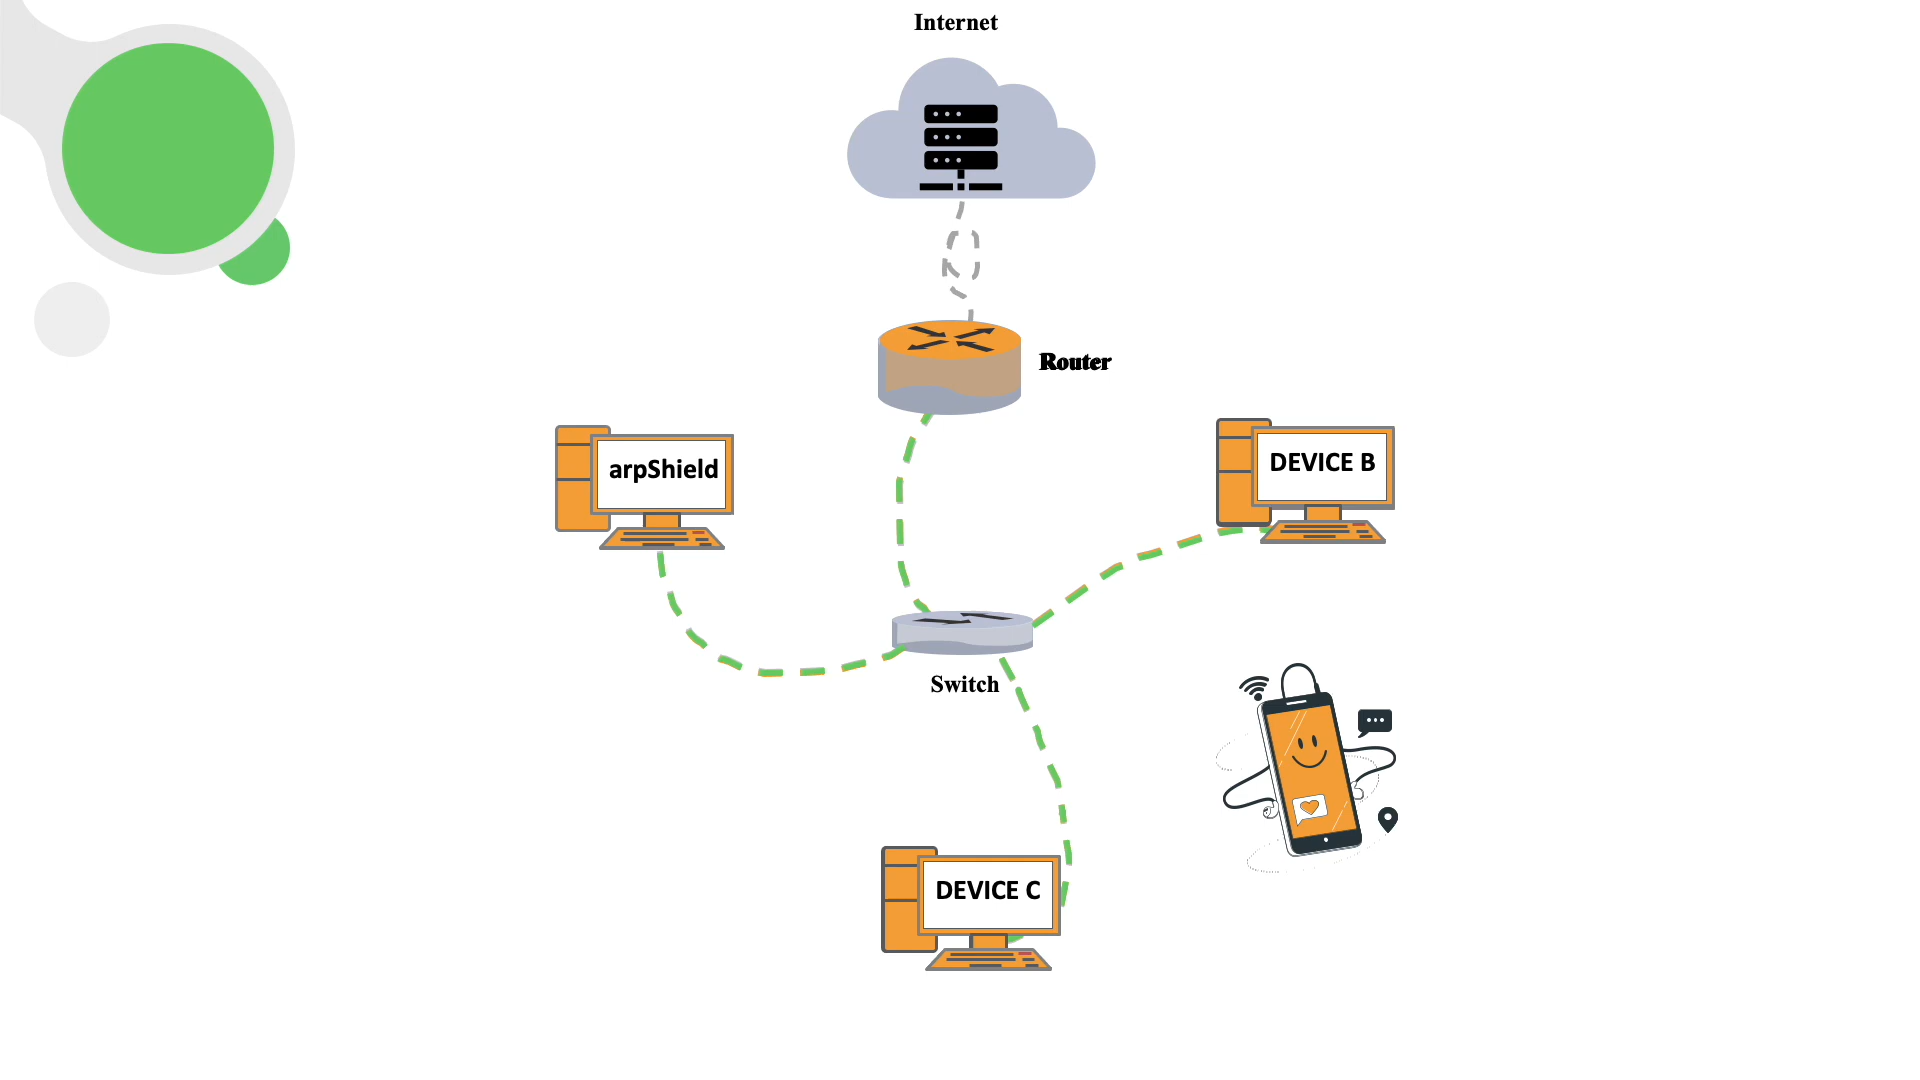 Internet
Router
arpShield
DEVICE B
Switch
DEVICE C